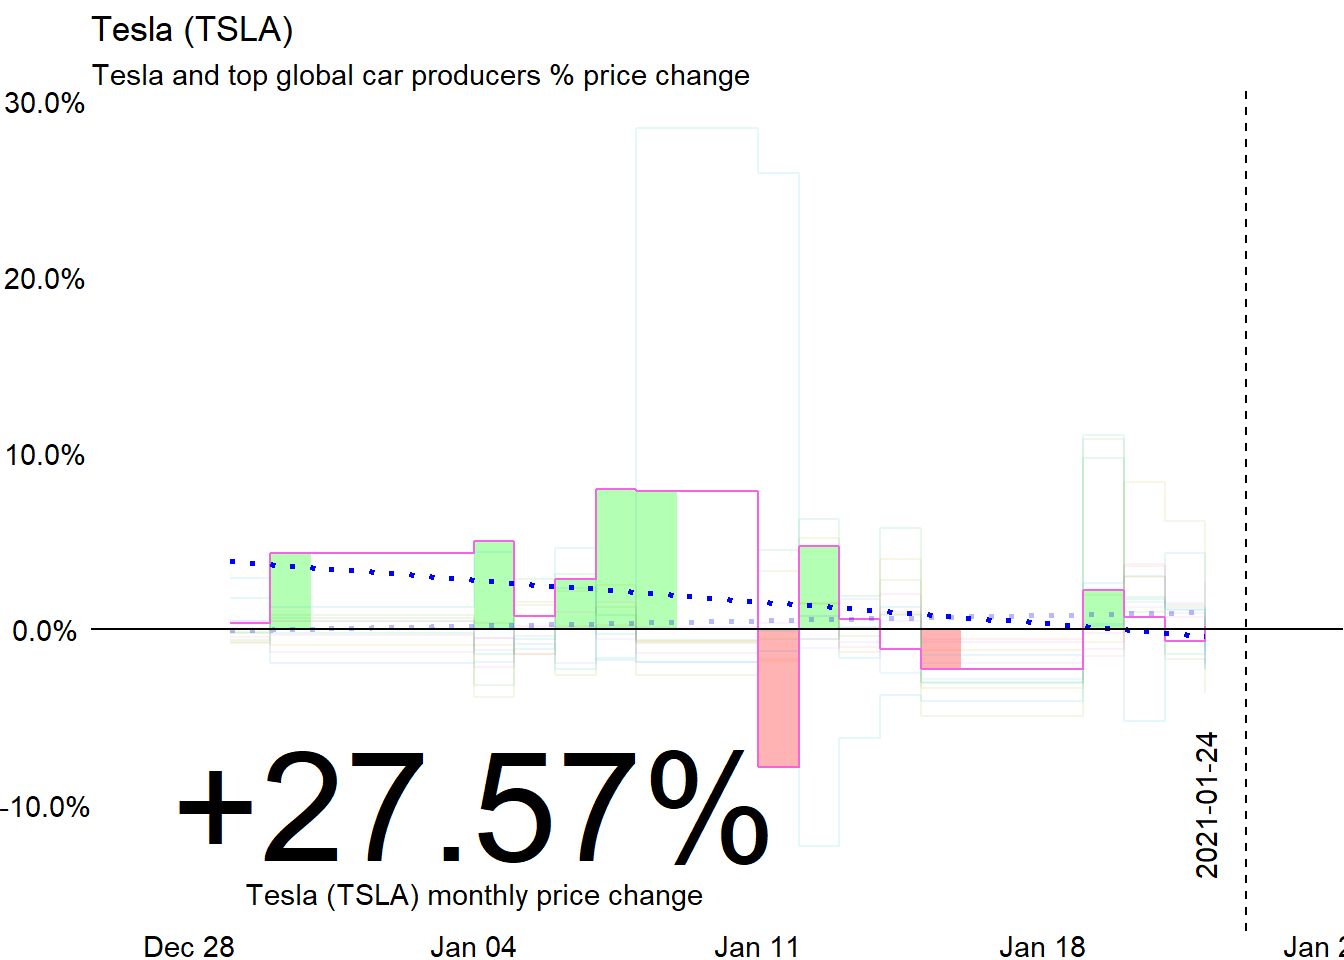 Tesla (TSLA)
Tesla and top global car producers % price change
30.0%
20.0%
10.0%
0.0%
-10.0%
+27.57%
Tesla (TSLA) monthly price change
2021-01-24
Dec 28 Jan 04 Jan 11 Jan 18 Jan 2